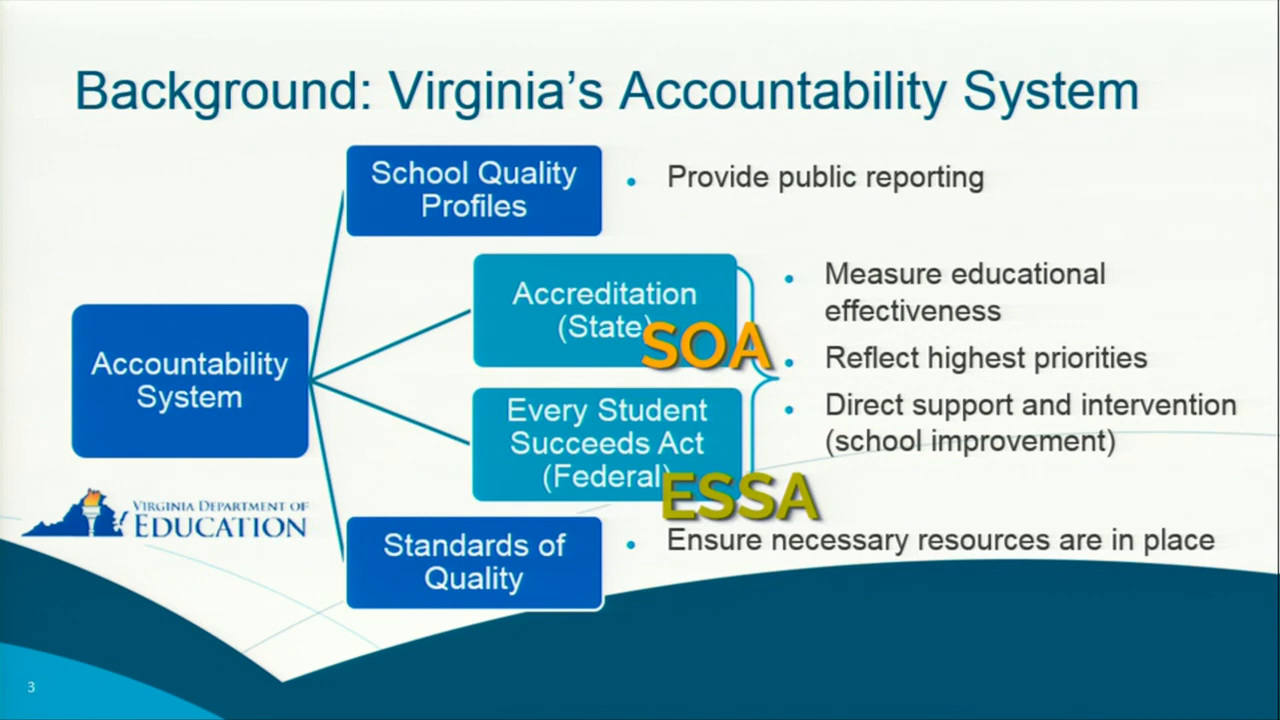 Background: Virginia's Accountability System
School Quality
Profiles
• Provide public reporting
Accreditation
(State)
SOA
• Measure educational
effectiveness
• Reflect highest priorities
• Direct support and intervention
(school improvement)
Accountability
System
Every Student
Succeeds Act
(Federal)
ESSA
VIRGINIA DEPARTMENT OF
EDUCATION
Standards of
Quality
• Ensure necessary resources are in place
3